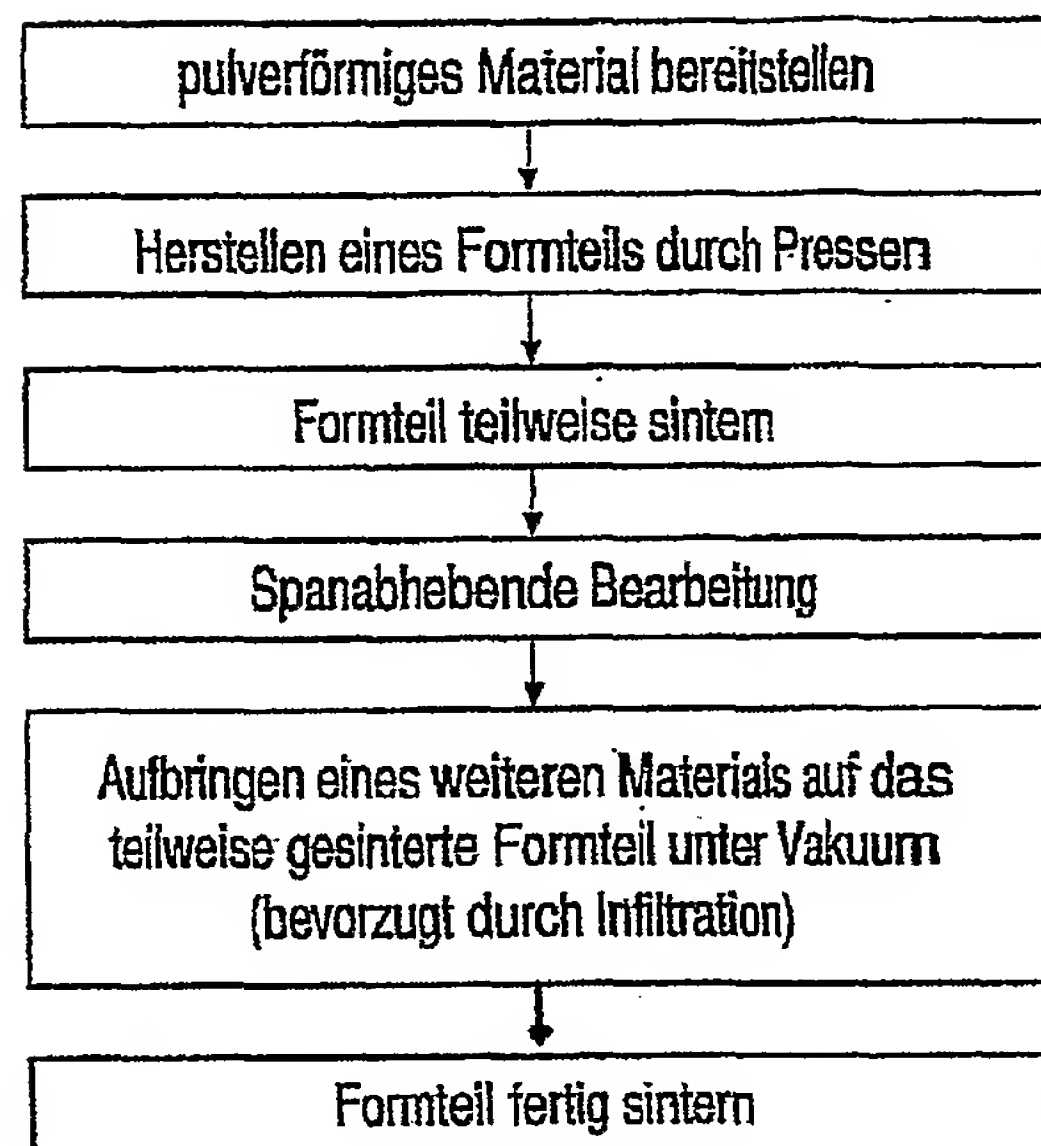 pulverförmiges Material bereitstellen
Herstellen eines Formteils durch Pressen
Formteil teilweise sintern
Spanabhebende Bearbeitung
Aufbringen eines weiteren Materials auf das
teilweise gesinterte Formteil unter Vakuum
(bevorzugt durch Infiltration)
Formteil fertig sintern